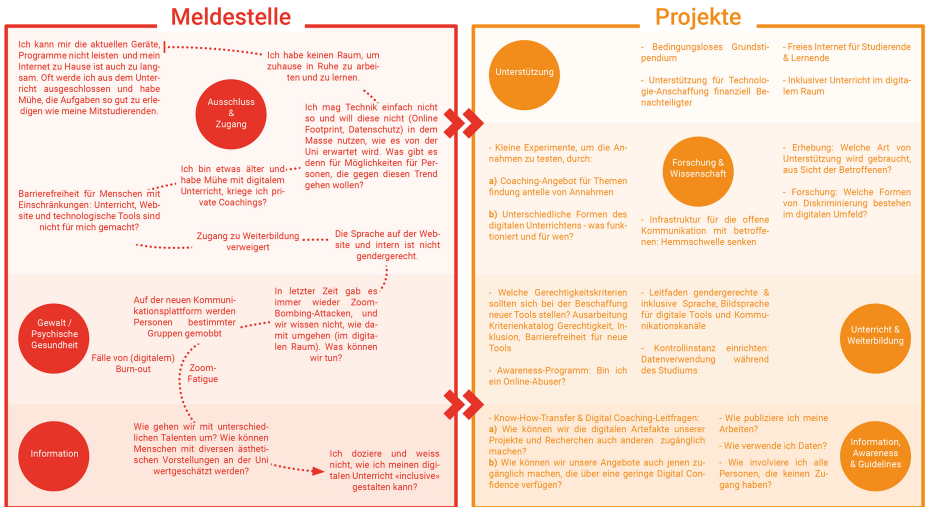 Meldestelle
Ich kann mir die aktuellen Geräte,
Programme nicht leisten und mein
Internet zu Hause ist auch zu lang-
sam. Oft werde ich aus dem Unter-
richt ausgeschlossen und habe
Mühe, die Aufgaben so gut zu erle-
digen wie meine Mitstudierenden.
Ich habe keinen Raum, um
zuhause in Ruhe zu arbei-
ten und zu lernen.
Ausschluss
&
Zugang
Ich mag Technik einfach nicht
so und will diese nicht (Online
Footprint, Datenschutz) in dem
Masse nutzen, wie es von der
Uni erwartet wird. Was gibt es
denn für Möglichkeiten für Per-
sonen, die gegen diesen Trend
gehen wollen?
Ich bin etwas älter und
habe Mühe mit digitalem
Unterricht, kriege ich pri-
vate Coachings?
Barrierefreiheit für Menschen mit
Einschränkungen: Unterricht, Web-
site und technologische Tools sind
nicht für mich gemacht?
Zugang zu Weiterbildung
verweigert
Die Sprache auf der Web-
site und intern ist nicht
gendergerecht.
Gewalt /
Psychische
Gesundheit
Auf der neuen Kommuni-
kationsplattform werden
Personen bestimmter
Gruppen gemobbt
In letzter Zeit gab es
immer wieder Zoom-
Bombing-Attacken, und
wir wissen nicht, wie da-
mit umgehen (im digita-
len Raum). Was können
wir tun?
Fälle von (digitalem)
Burn-out
Zoom-
Fatigue
Information
Wie gehen wir mit unterschied-
lichen Talenten um? Wie können
Menschen mit diversen ästheti-
schen Vorstellungen an der Uni
wertgeschätzt werden?
Ich doziere und weiss
nicht, wie ich meinen digi-
talen Unterricht «inclusive»
gestalten kann?
Projekte
Unterstützung
- Bedingungsloses Grundsti-
pendium
- Unterstützung für Technolo-
gie-Anschaffung finanziell Be-
nachteiligter
- Freies Internet für Studierende
& Lernende
- Inklusiver Unterricht im digita-
lem Raum
- Kleine Experimente, um die An-
nahmen zu testen, durch:
a) Coaching-Angebot für Themen
findung antelle von Annahmen
b) Unterschiedliche Formen des
digitalen Unterrichtens - was funk-
tioniert und für wen?
Forschung &
Wissenschaft
- Infrastruktur für die offene
Kommunikation mit betroffe-
nen: Hemmschwelle senken
- Erhebung: Welche Art von
Unterstützung wird gebraucht,
aus Sicht der Betroffenen?
- Forschung: Welche Formen
von Diskriminierung bestehen
im digitalen Umfeld?
- Welche Gerechtigkeitskriterien
sollten sich bei der Beschaffung
neuer Tools stellen? Ausarbeitung
Kriterienkatalog Gerechtigkeit, In-
klusion, Barrierefreiheit für neue
Tools
- Awareness-Programm: Bin ich
ein Online-Abuser?
- Leitfaden gendergerechte &
inklusive Sprache, Bildsprache
für digitale Tools und Kommu-
nikationskanäle
- Kontrollinstanz einrichten:
Datenverwendung während
des Studiums
Unterricht &
Weiterbildung
- Know-How-Transfer & Digital Coaching-Leitfragen:
a) Wie können wir die digitalen Artefakte unserer
Projekte und Recherchen auch anderen zugänglich
machen?
b) Wie können wir unsere Angebote auch jenen zu-
gänglich machen, die über eine geringe Digital Con-
fidence verfügen?
- Wie publiziere ich meine
Arbeiten?
- Wie verwende ich Daten?
- Wie involviere ich alle
Personen, die keinen Zu-
gang haben?
Information,
Awareness
& Guidelines